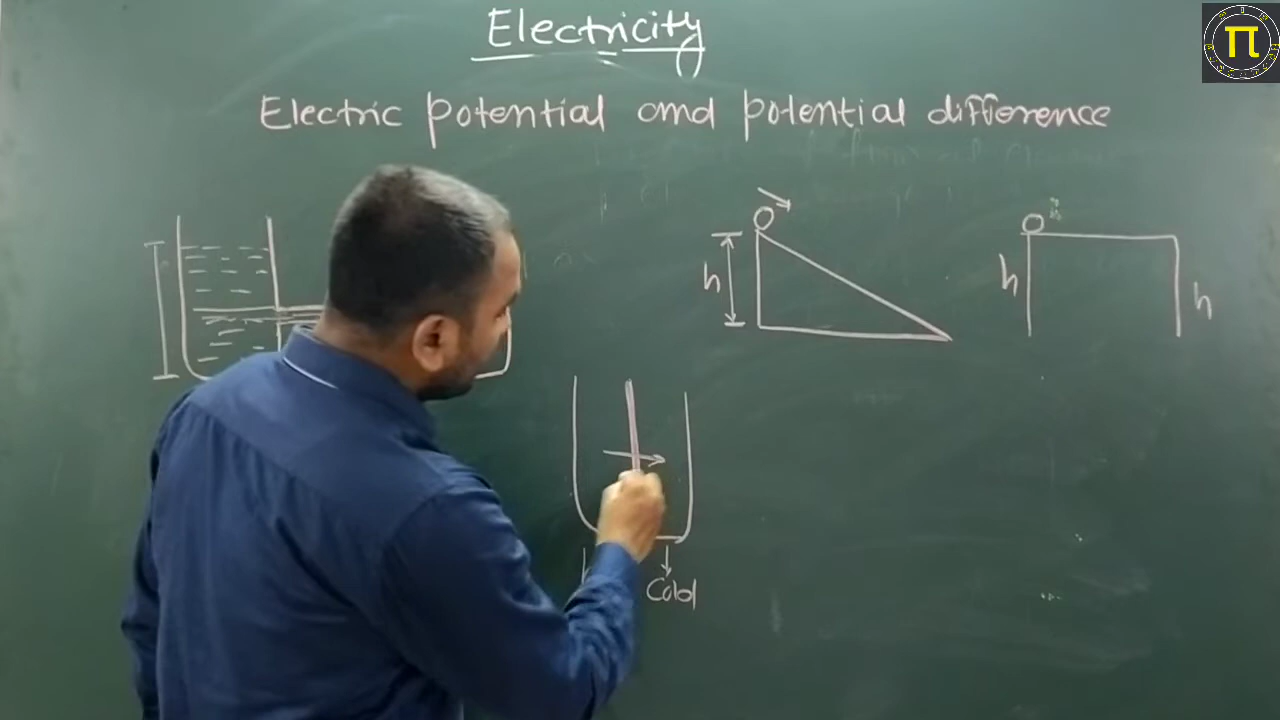 Electricity
Electric potential and potential difference
h
h
h
Cold
π